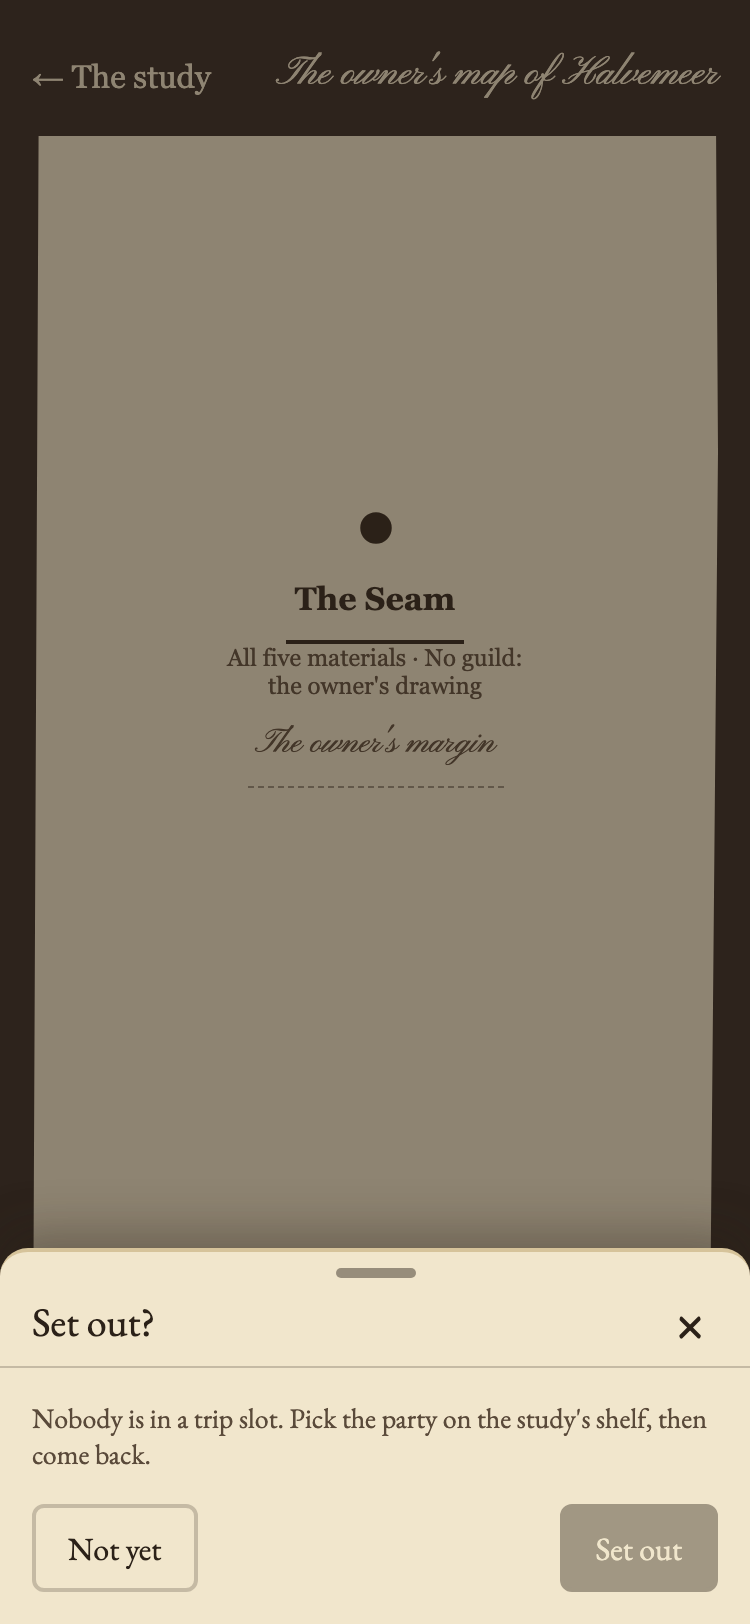 ← The study
The owner's map of Halvemeer
The Seam
All five materials · No guild:
the owner's drawing
The owner's margin
Set out?
Nobody is in a trip slot. Pick the party on the study's shelf, then
come back.
Not yet
Set out